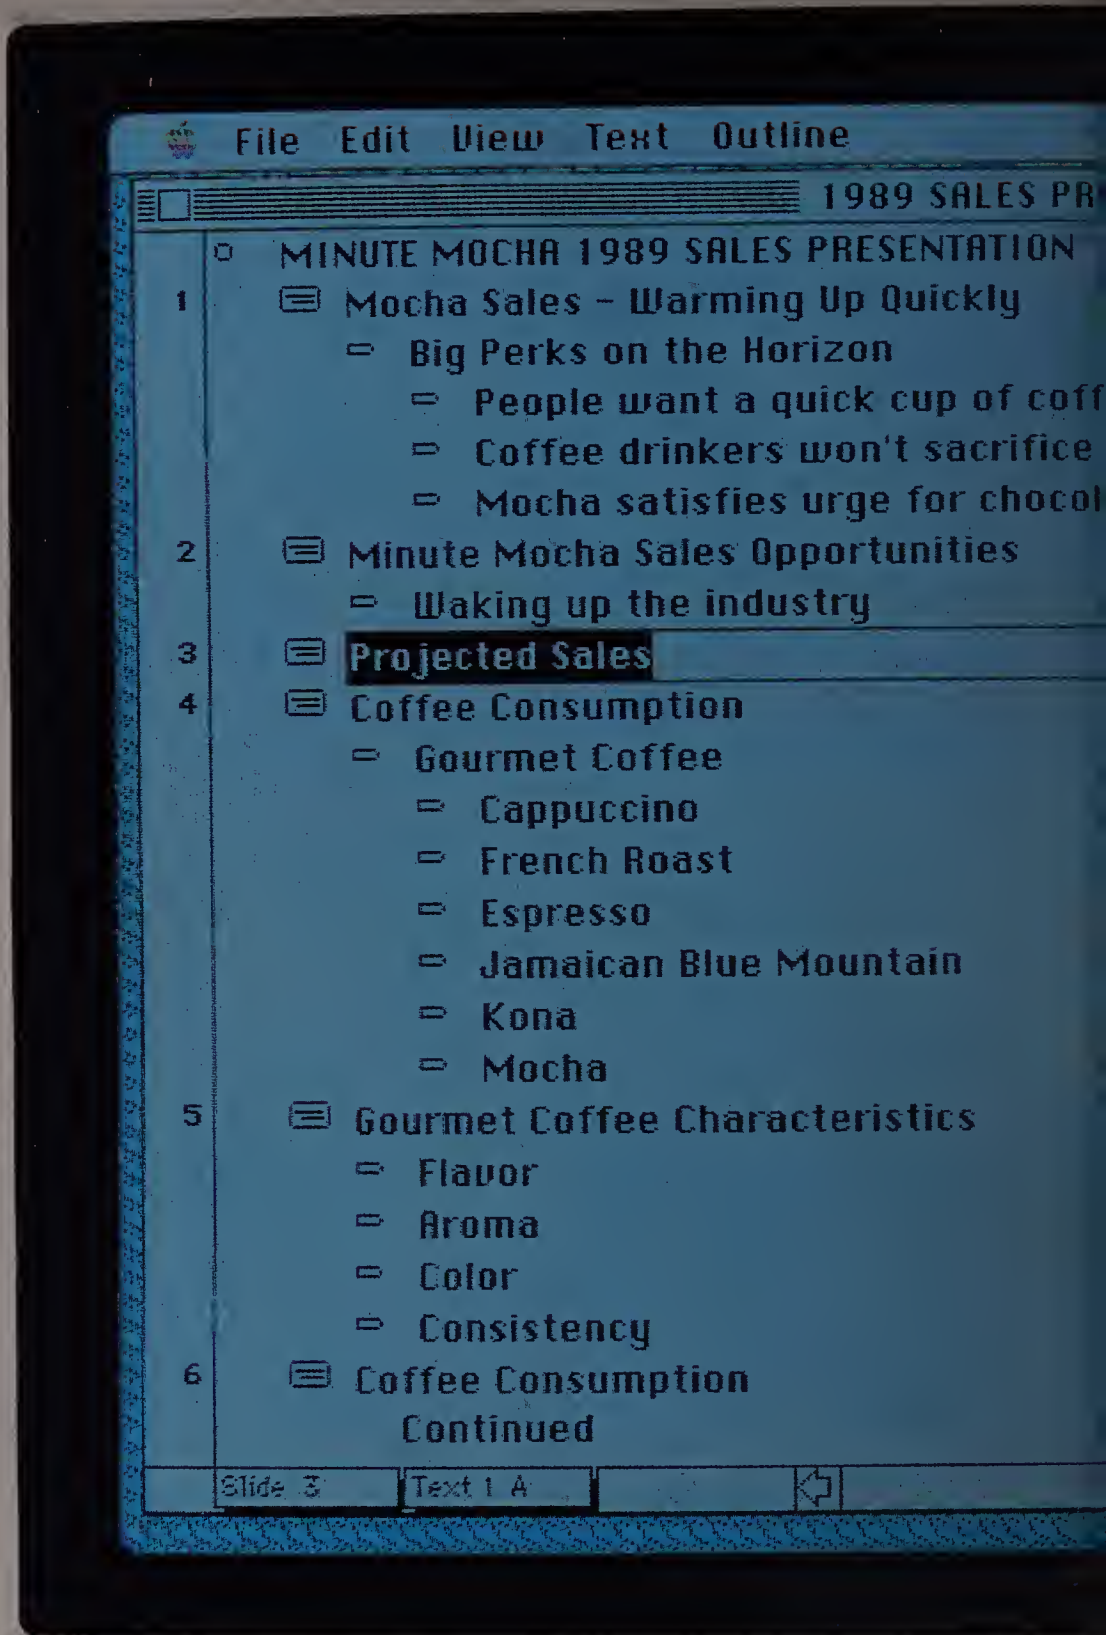 File Edit View Text Outline
1989 SALES PR
MINUTE MOCHA 1989 SALES PRESENTATION
1 Mocha Sales - Warming Up Quickly
Big Perks on the Horizon
People want a quick cup of coff
Coffee drinkers won't sacrifice
Mocha satisfies urge for chocol
2 Minute Mocha Sales Opportunities
Waking up the industry
3 Projected Sales
4 Coffee Consumption
Gourmet Coffee
Cappuccino
French Roast
Espresso
Jamaican Blue Mountain
Kona
Mocha
5 Gourmet Coffee Characteristics
Flavor
Aroma
Color
Consistency
6 Coffee Consumption
Continued
Slide 3 Text 1 A